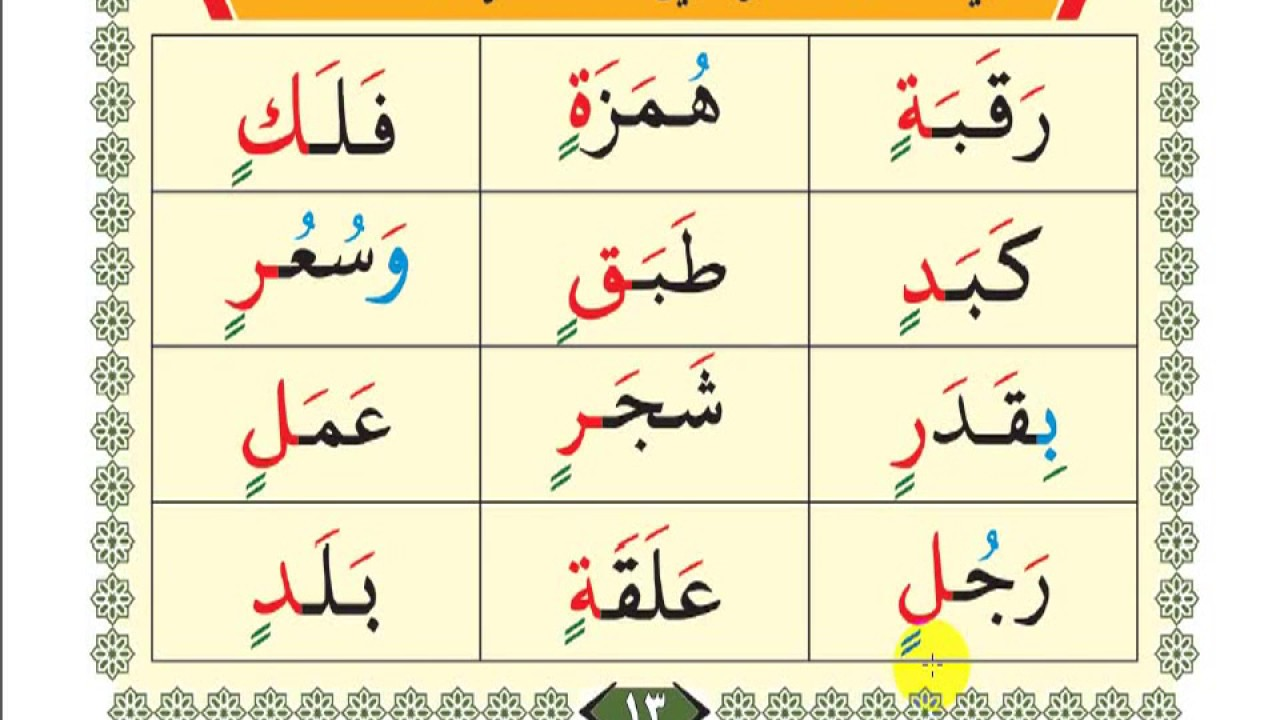 رَقَبَةٍ هُمَزَةٍ فَلَكٍ
كَبَدٍ طَبَقٍ وَسُعُرٍ
بِقَدَرٍ شَجَرٍ عَمَلٍ
رَجُلٍ عَلَقَةٍ بَلَدٍ
١٣